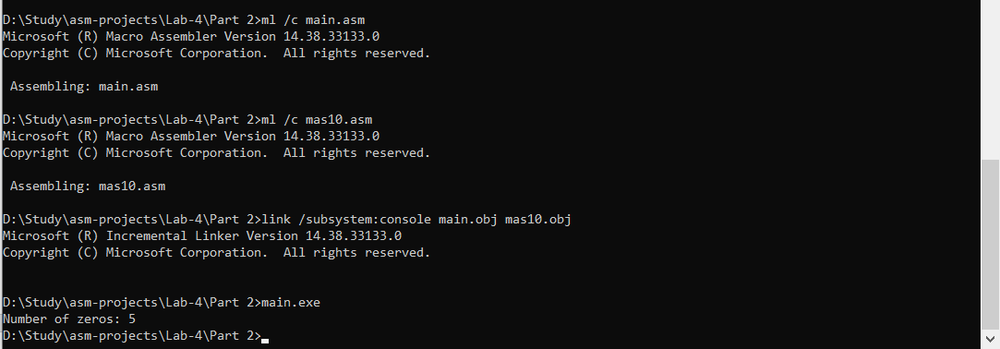 D:\Study\asm-projects\Lab-4\Part 2>ml /c main.asm
Microsoft (R) Macro Assembler Version 14.38.33133.0
Copyright (C) Microsoft Corporation.  All rights reserved.
 Assembling: main.asm
D:\Study\asm-projects\Lab-4\Part 2>ml /c mas10.asm
Microsoft (R) Macro Assembler Version 14.38.33133.0
Copyright (C) Microsoft Corporation.  All rights reserved.
 Assembling: mas10.asm
D:\Study\asm-projects\Lab-4\Part 2>link /subsystem:console main.obj mas10.obj
Microsoft (R) Incremental Linker Version 14.38.33133.0
Copyright (C) Microsoft Corporation.  All rights reserved.
D:\Study\asm-projects\Lab-4\Part 2>main.exe
Number of zeros: 5
D:\Study\asm-projects\Lab-4\Part 2>